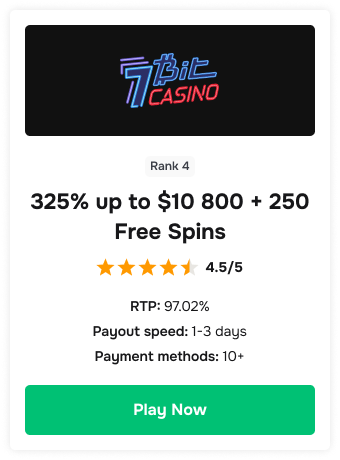 7Bit
CASINO
Rank 4
325% up to $10 800 + 250
Free Spins
4.5/5
RTP: 97.02%
Payout speed: 1-3 days
Payment methods: 10+
Play Now